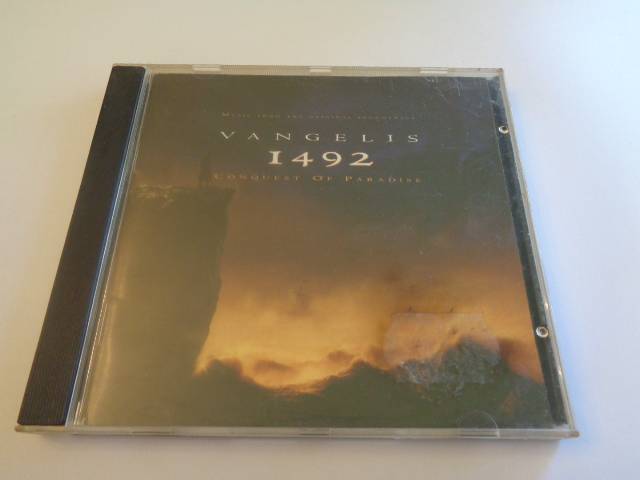 Music from the original soundtrack
VANGELIS
1492
Conquest Of Paradise